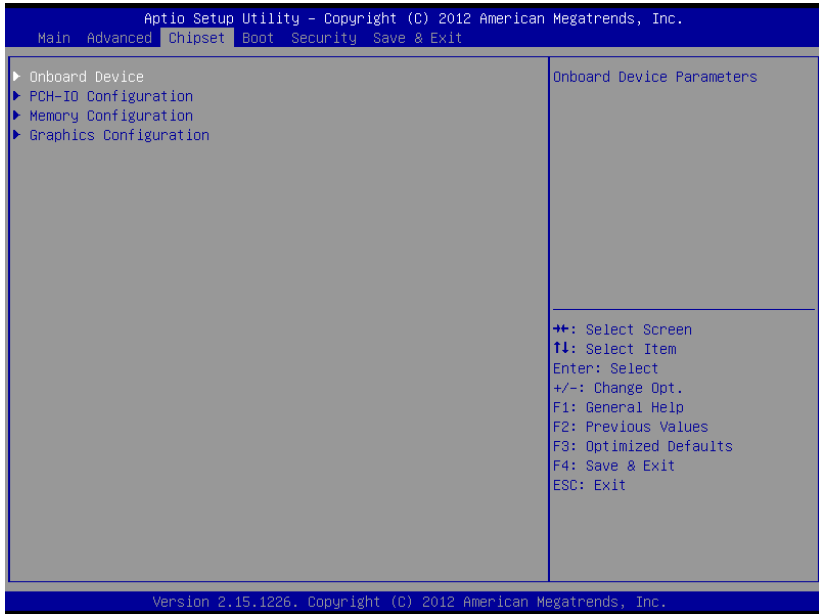 Aptio Setup Utility – Copyright (C) 2012 American Megatrends, Inc.
Main Advanced Chipset Boot Security Save & Exit
Onboard Device
PCH-IO Configuration
Memory Configuration
Graphics Configuration
Onboard Device Parameters
→←: Select Screen
↑↓: Select Item
Enter: Select
+/-: Change Opt.
F1: General Help
F2: Previous Values
F3: Optimized Defaults
F4: Save & Exit
ESC: Exit
Version 2.15.1226. Copyright (C) 2012 American Megatrends, Inc.